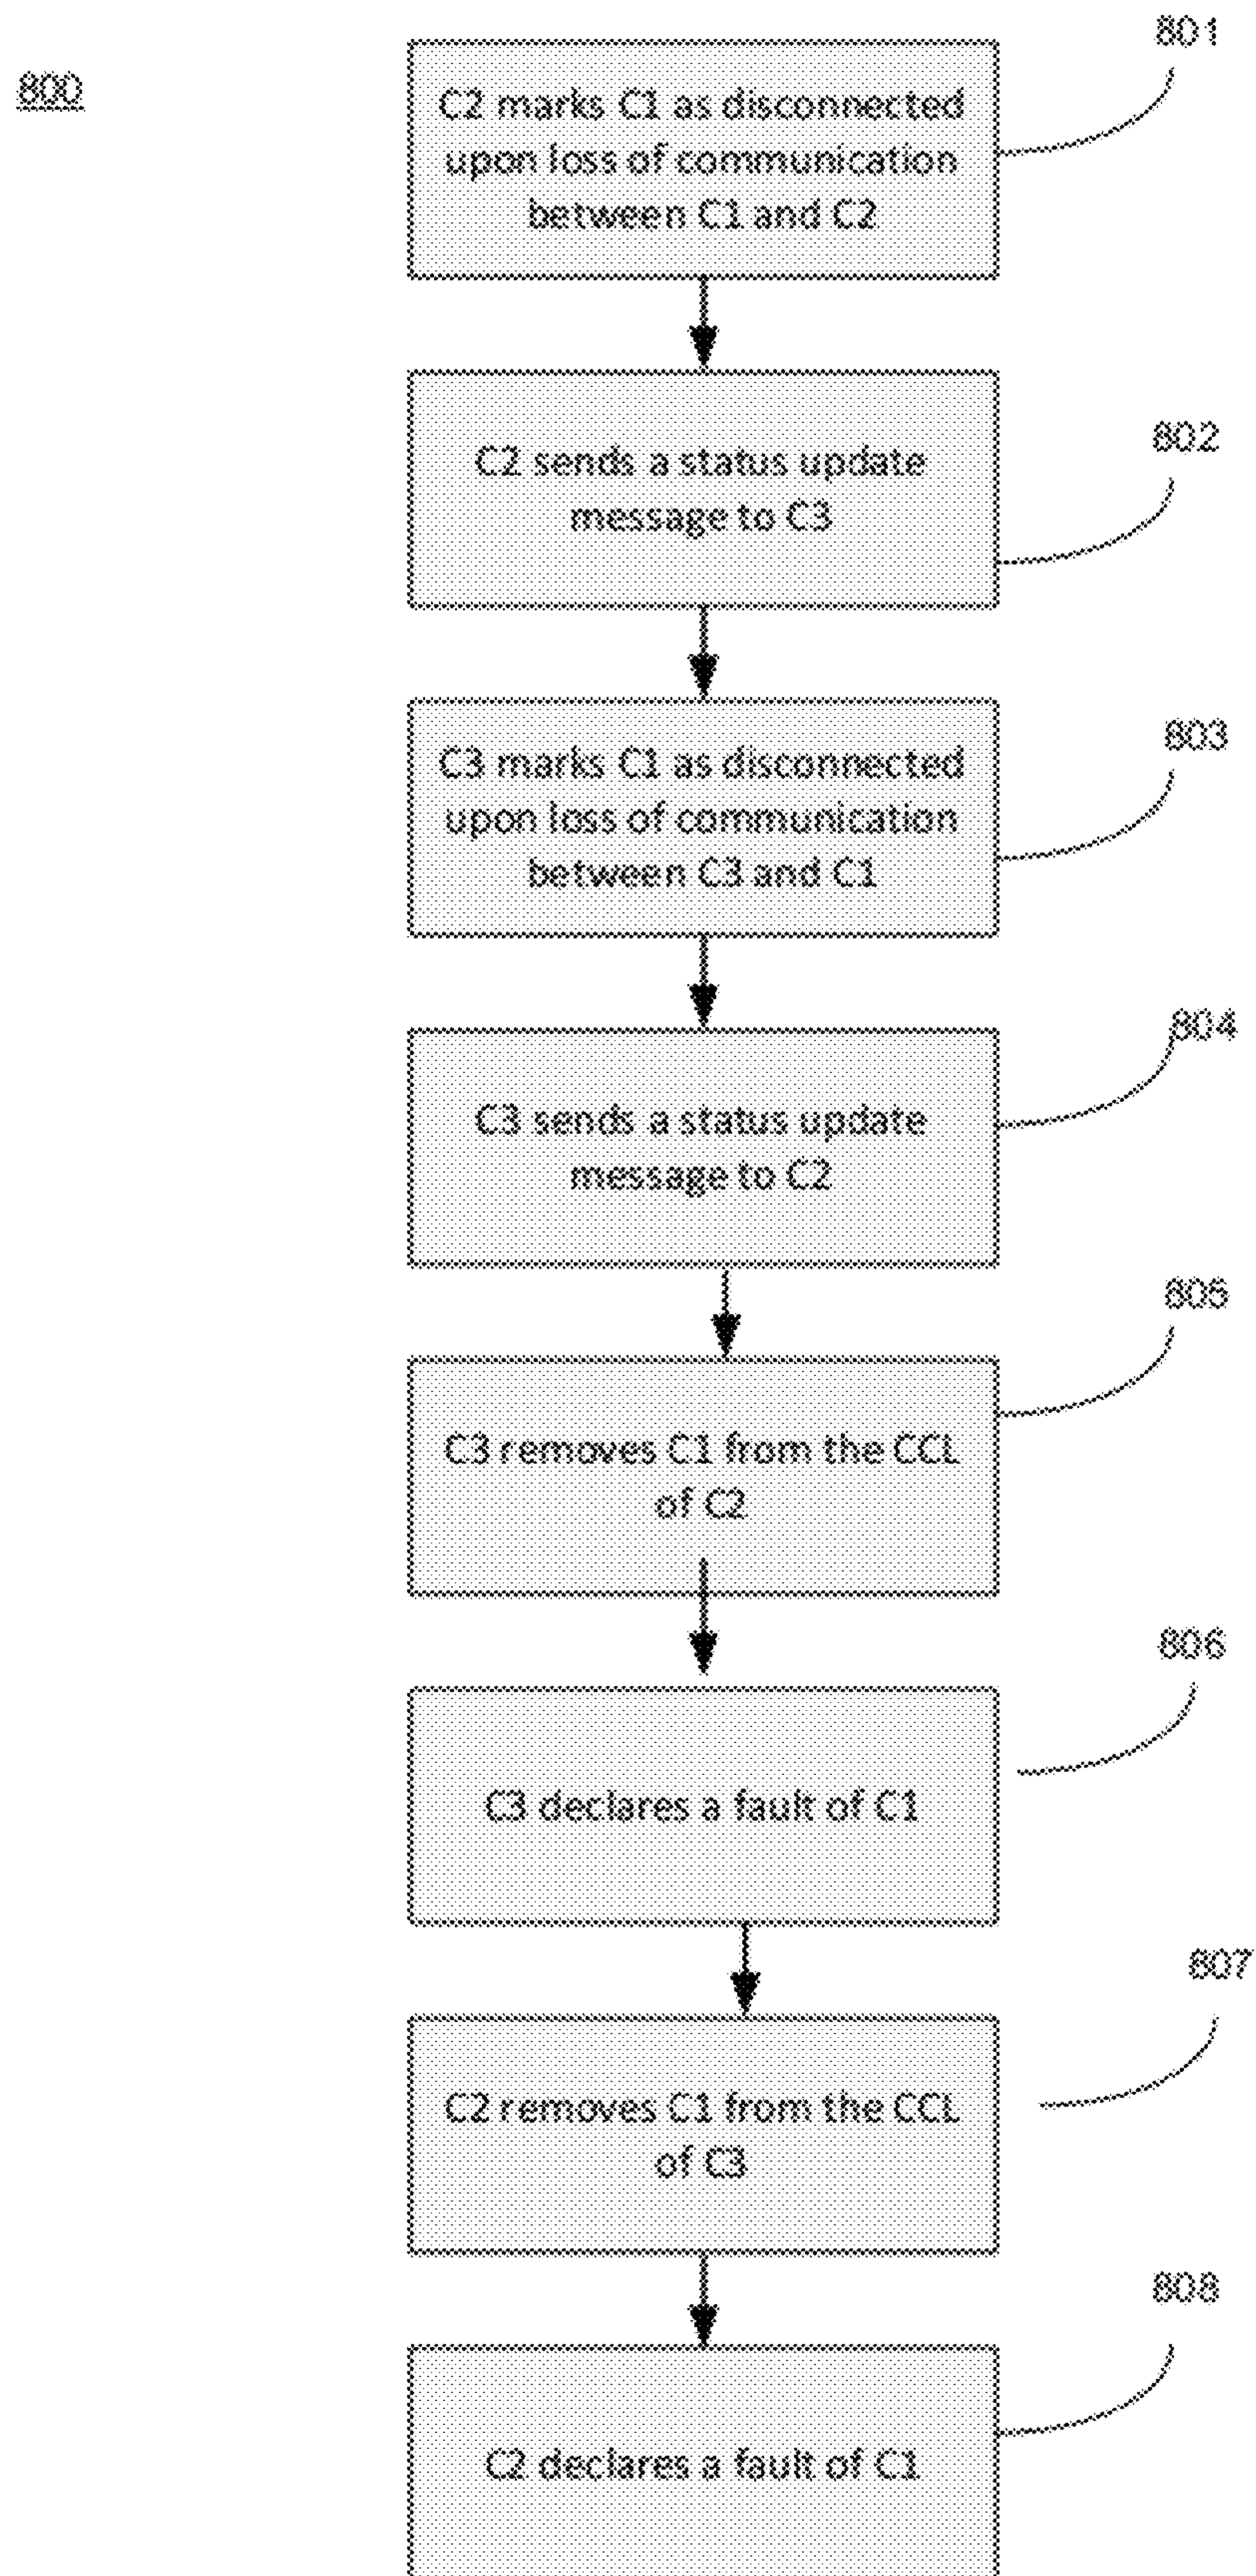 800
801
C2 marks C1 as disconnected
upon loss of communication
between C1 and C2
802
C2 sends a status update
message to C3
803
C3 marks C1 as disconnected
upon loss of communication
between C3 and C1
804
C3 sends a status update
message to C2
805
C3 removes C1 from the CCL
of C2
806
C3 declares a fault of C1
807
C2 removes C1 from the CCL
of C3
808
C2 declares a fault of C1